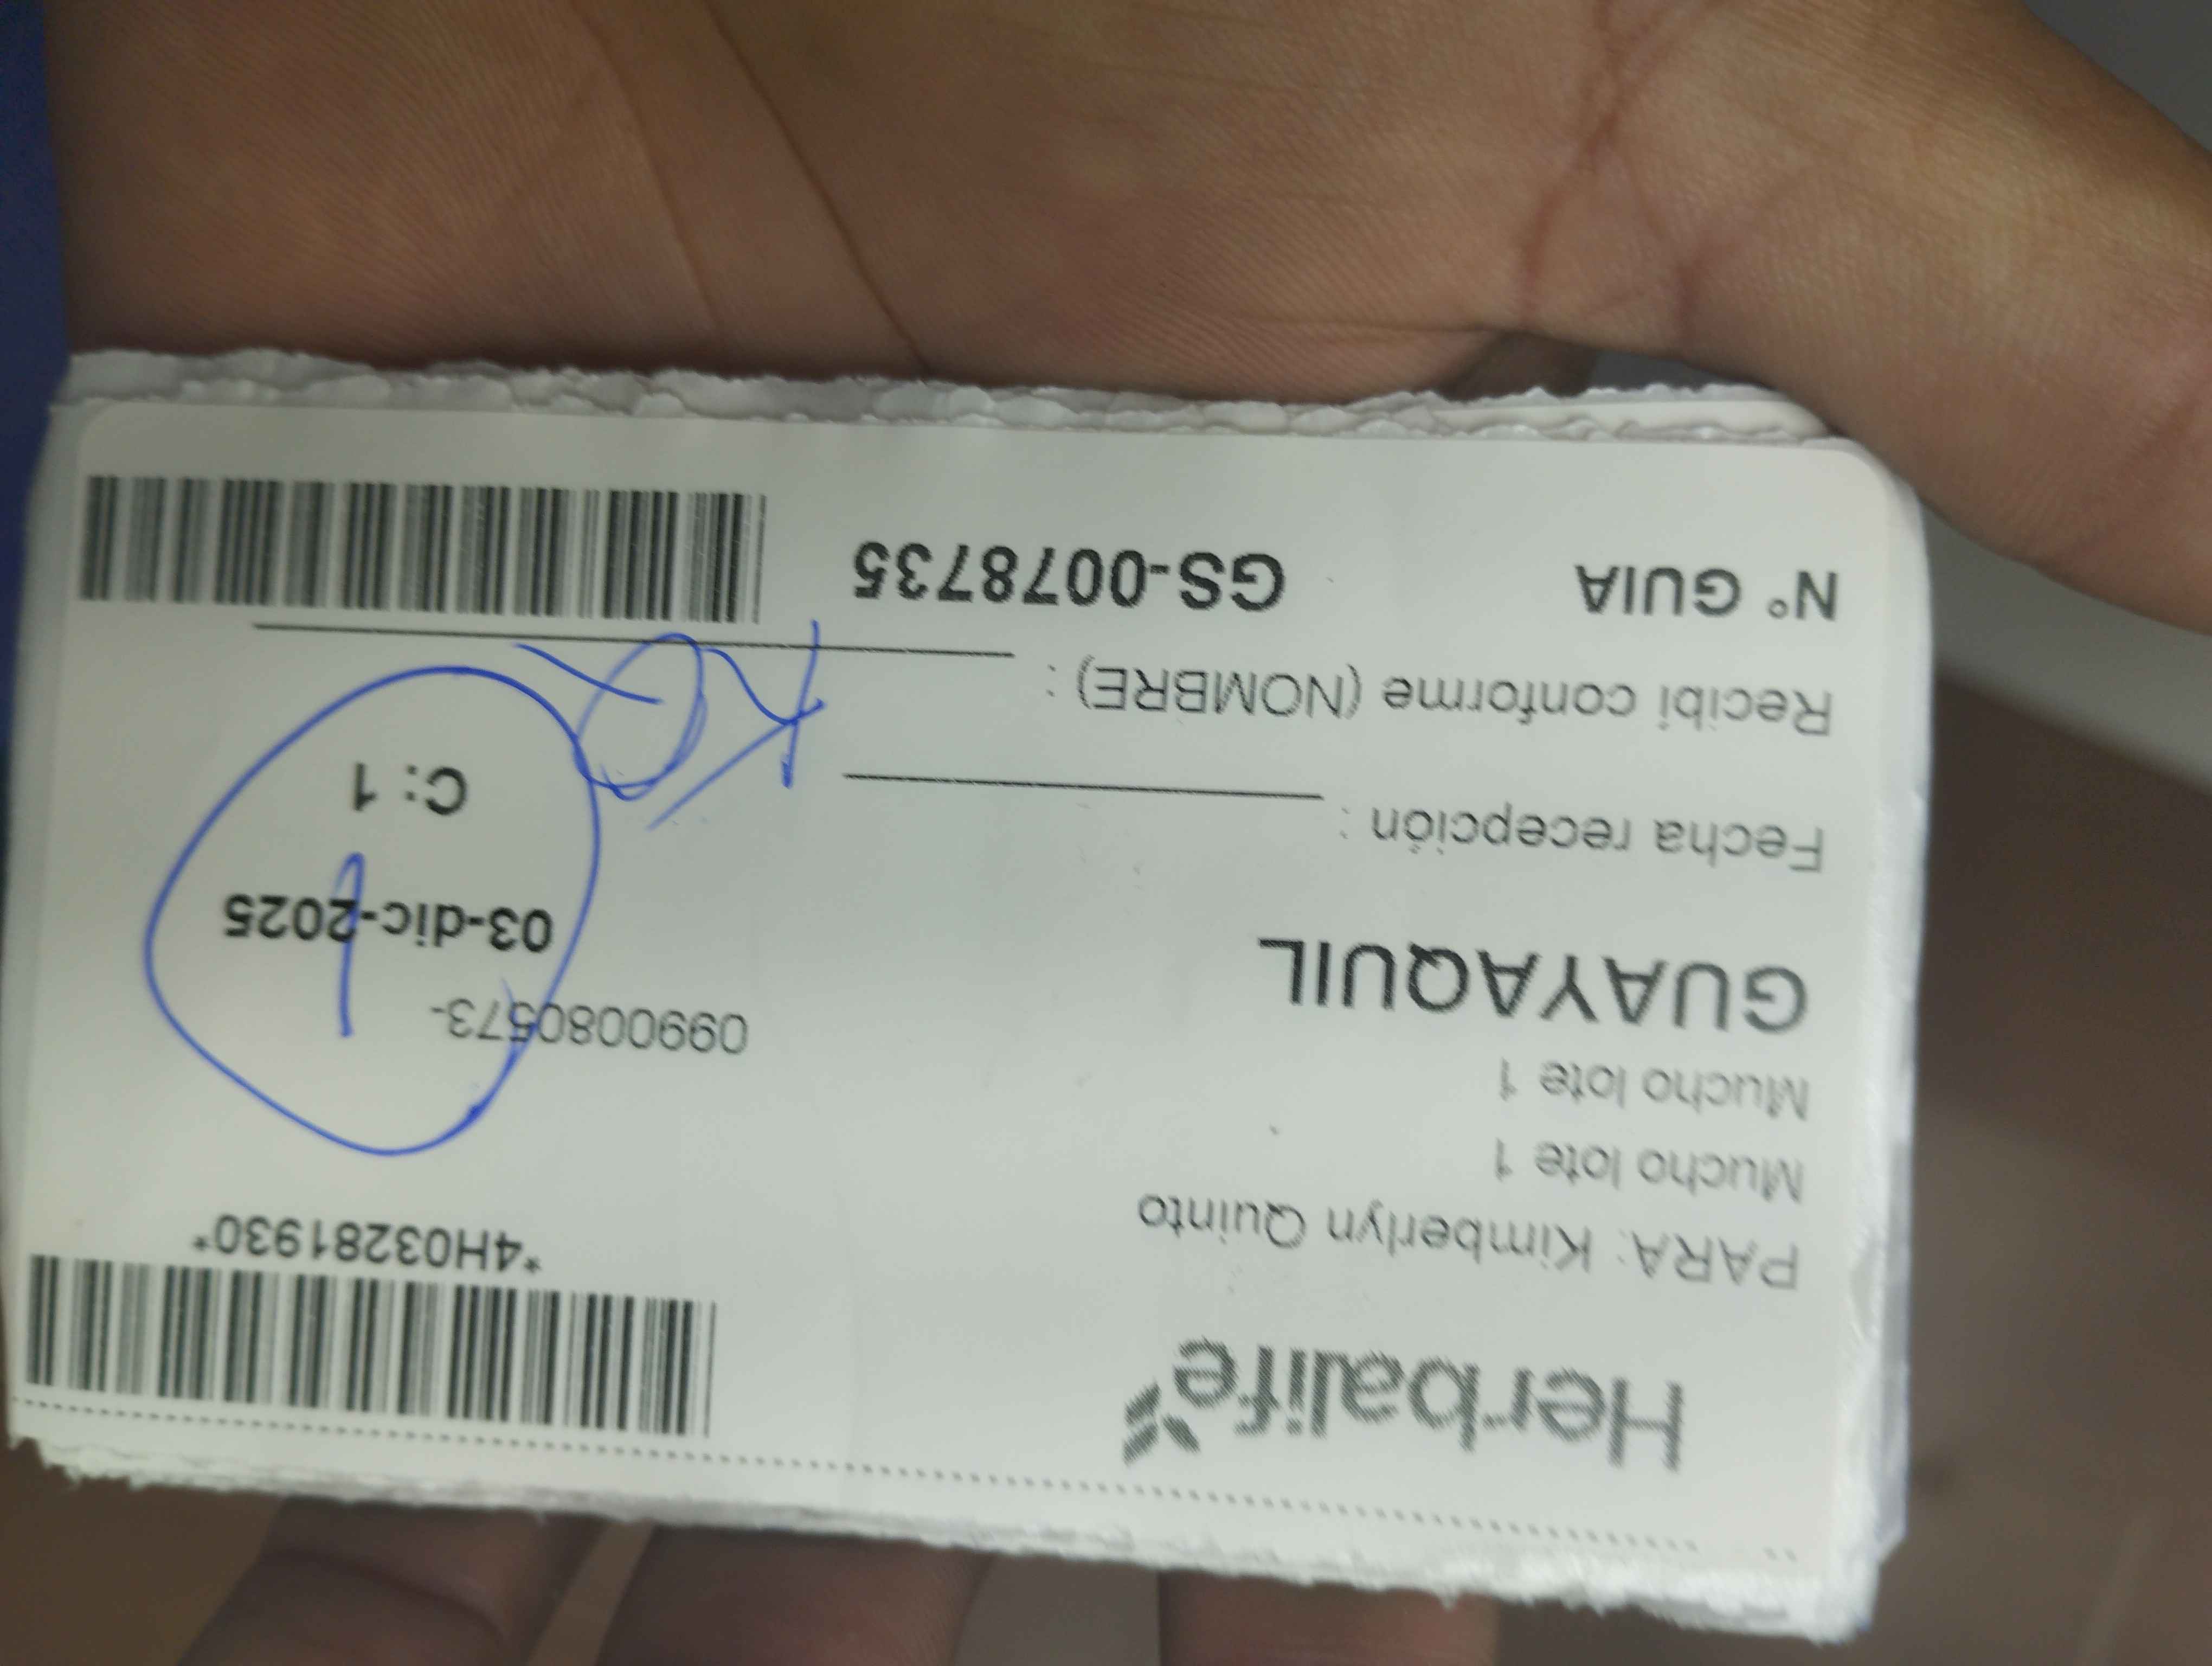 Herbalife
*4H03281930*
PARA: Kimberlyn Quinto
Mucho lote 1
Mucho lote 1
0990080573-
GUAYAQUIL
03-dic-2025
1
C: 1
Fecha recepción :
Recibí conforme (NOMBRE) :
N° GUIA GS-0078735